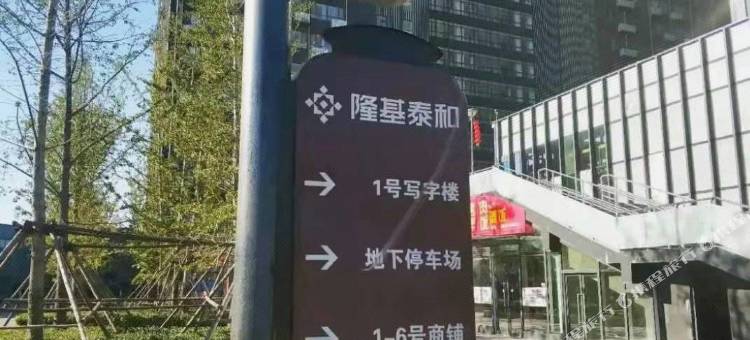 隆基泰和
1号写字楼
地下停车场
1-6号商铺